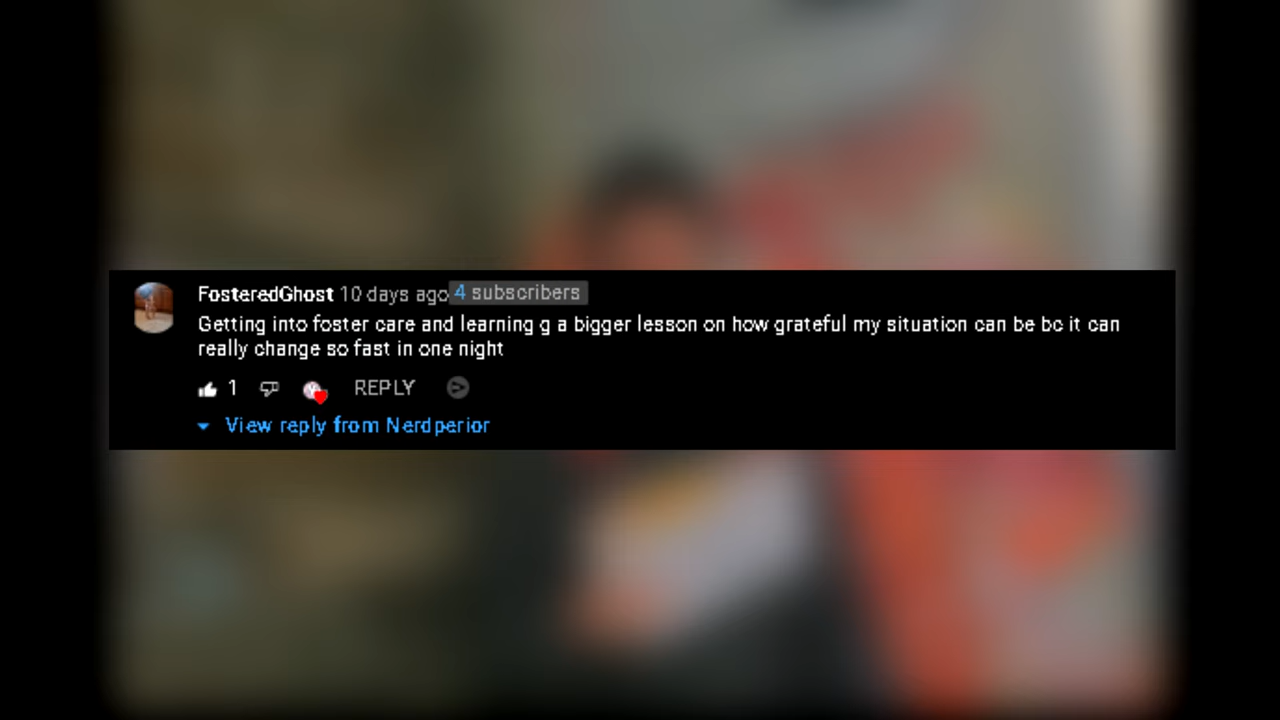 FosteredGhost 10 days ago 4 subscribers
Getting into foster care and learning g a bigger lesson on how grateful my situation can be bc it can
really change so fast in one night
1 REPLY
View reply from Nerdperior